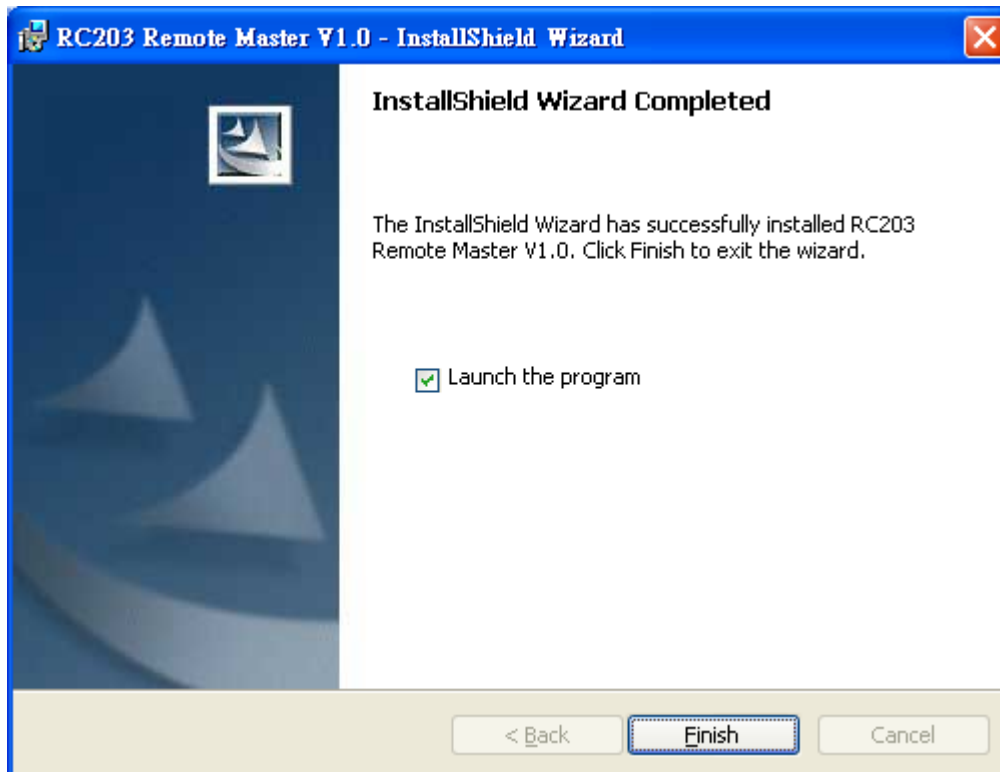 RC203 Remote Master V1.0 - InstallShield Wizard
InstallShield Wizard Completed
The InstallShield Wizard has successfully installed RC203
Remote Master V1.0. Click Finish to exit the wizard.
Launch the program
< Back Finish Cancel